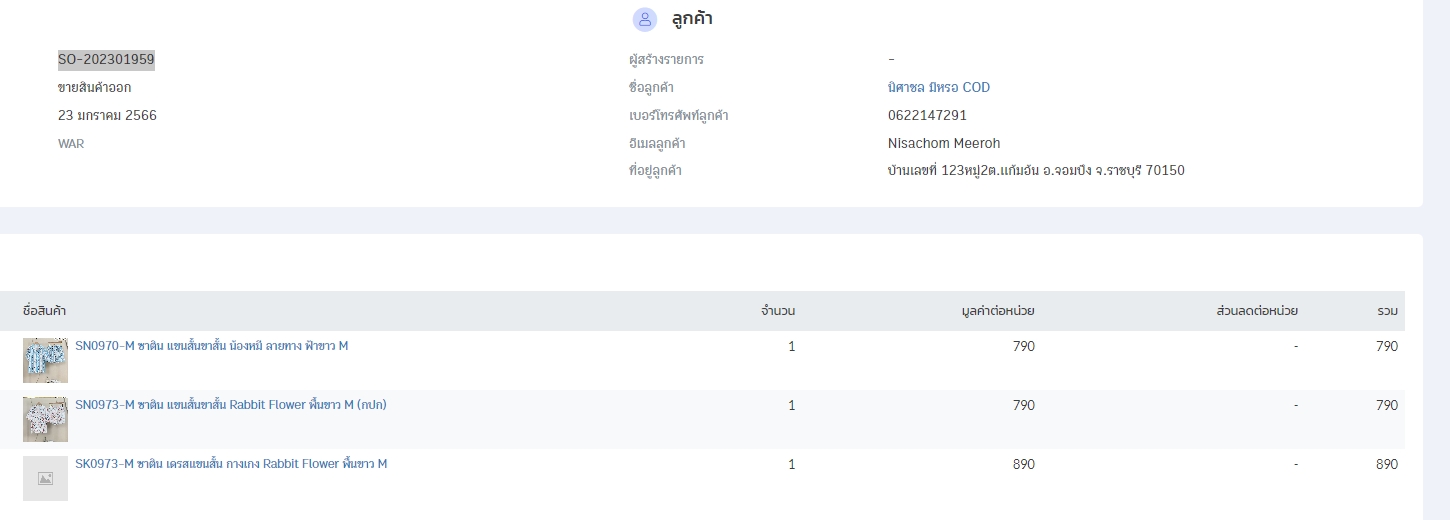 ลูกค้า
SO-202301959
ผู้สร้างรายการ -
ขายสินค้าออก
ชื่อลูกค้า นิศาชล มีหรอ COD
23 มกราคม 2566
เบอร์โทรศัพท์ลูกค้า 0622147291
WAR
อีเมลลูกค้า Nisachom Meeroh
ที่อยู่ลูกค้า บ้านเลขที่ 123หมู่2ต.แก้มอ้น อ.จอมบึง จ.ราชบุรี 70150
ชื่อสินค้า จำนวน มูลค่าต่อหน่วย ส่วนลดต่อหน่วย รวม
SN0970-M ซาติน แขนสั้นขาสั้น น้องหมี ลายทาง ฟ้าขาว M 1 790 - 790
SN0973-M ซาติน แขนสั้นขาสั้น Rabbit Flower พื้นขาว M (กปก) 1 790 - 790
SK0973-M ซาติน เดรสแขนสั้น กางเกง Rabbit Flower พื้นขาว M 1 890 - 890